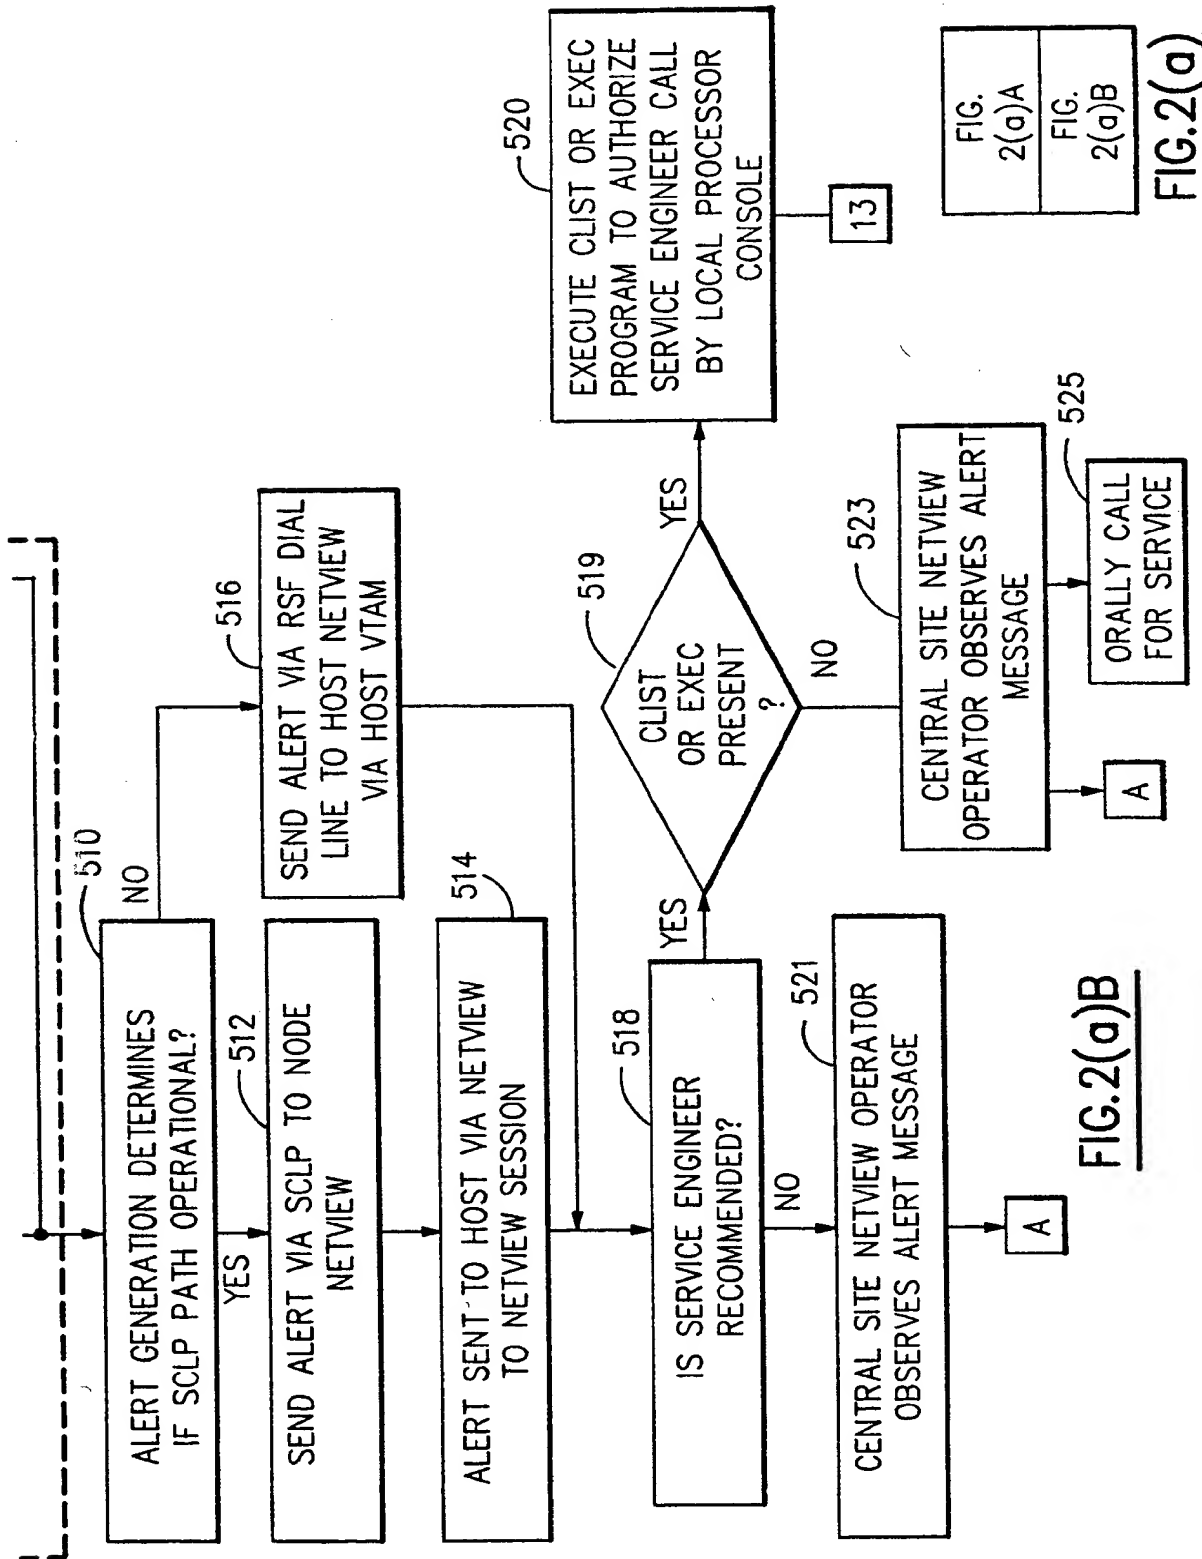 510
ALERT GENERATION DETERMINES
IF SCLP PATH OPERATIONAL?
NO
YES
516
SEND ALERT VIA RSF DIAL
LINE TO HOST NETVIEW
VIA HOST VTAM
512
SEND ALERT VIA SCLP TO NODE
NETVIEW
514
ALERT SENT TO HOST VIA NETVIEW
TO NETVIEW SESSION
518
IS SERVICE ENGINEER
RECOMMENDED?
YES
NO
519
CLIST
OR EXEC
PRESENT
?
YES
NO
520
EXECUTE CLIST OR EXEC
PROGRAM TO AUTHORIZE
SERVICE ENGINEER CALL
BY LOCAL PROCESSOR
CONSOLE
13
521
CENTRAL SITE NETVIEW OPERATOR
OBSERVES ALERT MESSAGE
A
523
CENTRAL SITE NETVIEW
OPERATOR OBSERVES ALERT
MESSAGE
A
525
ORALLY CALL
FOR SERVICE
FIG.
2(a)A
FIG.
2(a)B
FIG.2(a)
FIG.2(a)B